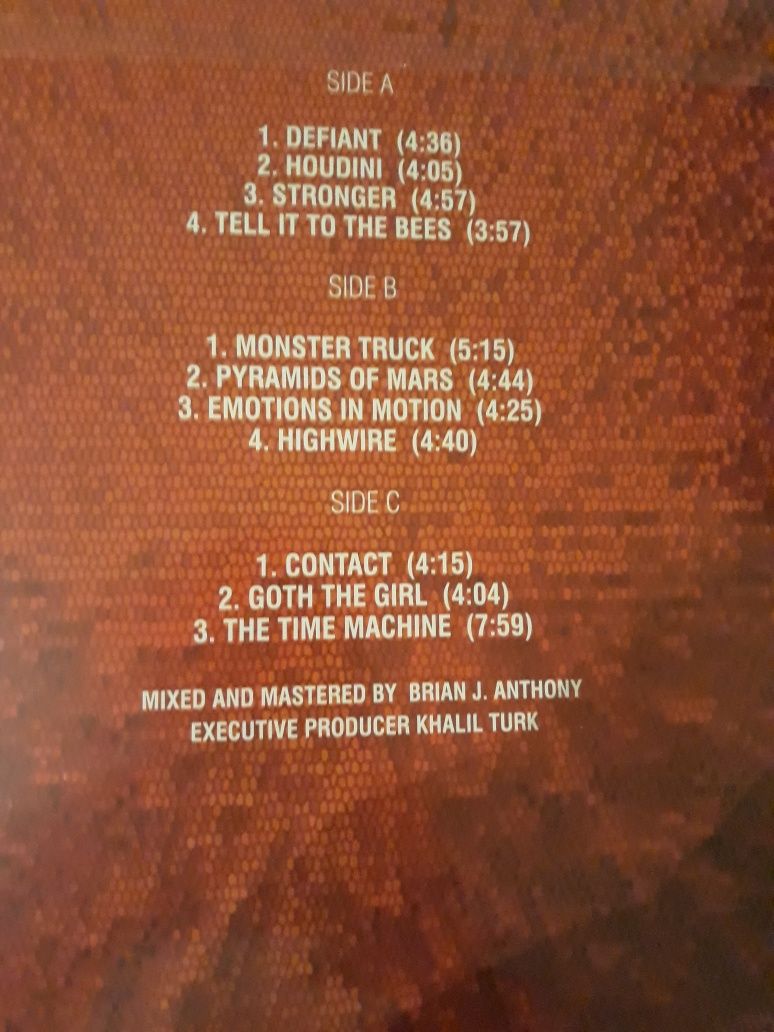 SIDE A
1. DEFIANT (4:36)
2. HOUDINI (4:05)
3. STRONGER (4:57)
4. TELL IT TO THE BEES (3:57)
SIDE B
1. MONSTER TRUCK (5:15)
2. PYRAMIDS OF MARS (4:44)
3. EMOTIONS IN MOTION (4:25)
4. HIGHWIRE (4:40)
SIDE C
1. CONTACT (4:15)
2. GOTH THE GIRL (4:04)
3. THE TIME MACHINE (7:59)
MIXED AND MASTERED BY BRIAN J. ANTHONY
EXECUTIVE PRODUCER KHALIL TURK